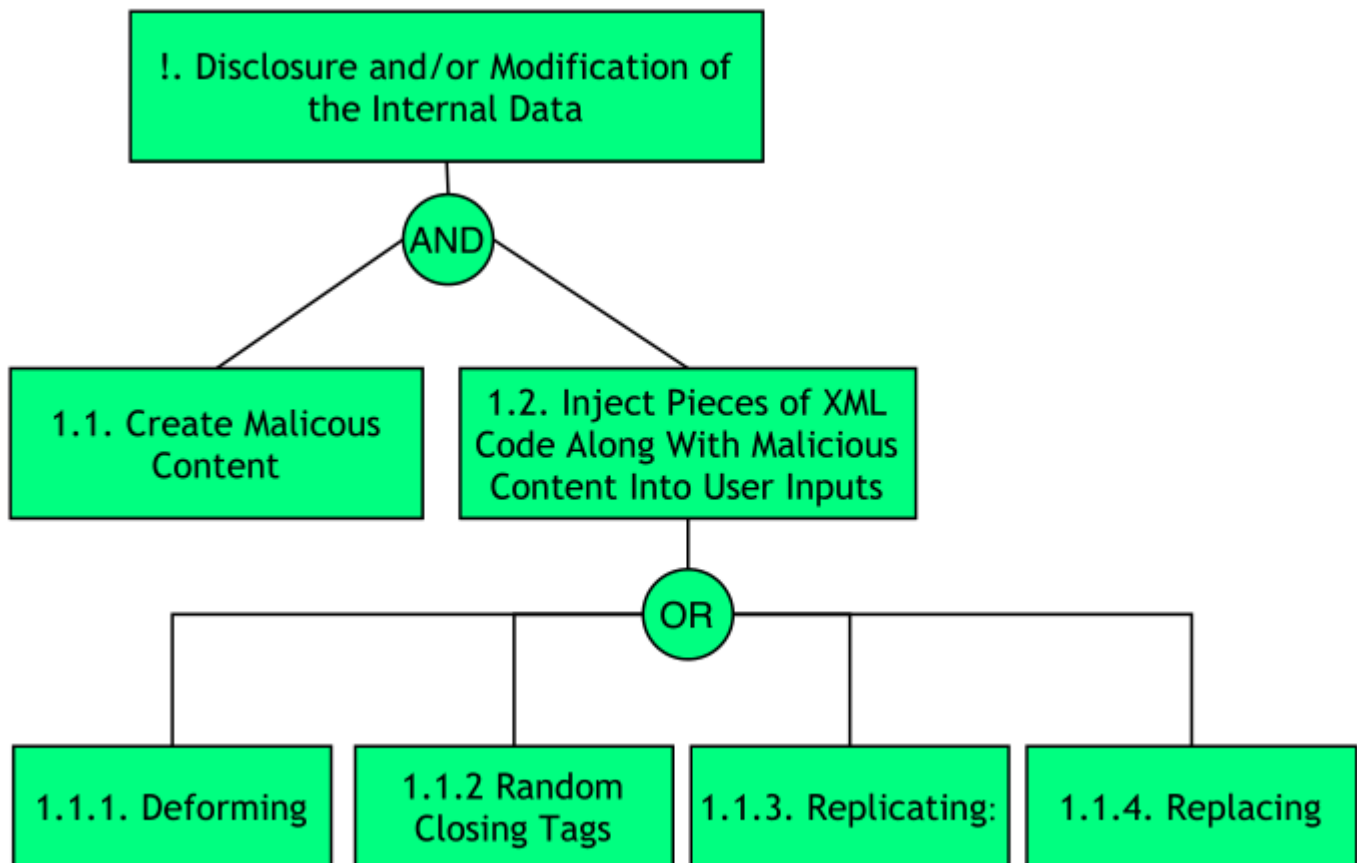 !. Disclosure and/or Modification of
the Internal Data
AND
1.1. Create Malicous
Content
1.2. Inject Pieces of XML
Code Along With Malicious
Content Into User Inputs
OR
1.1.1. Deforming
1.1.2 Random
Closing Tags
1.1.3. Replicating:
1.1.4. Replacing